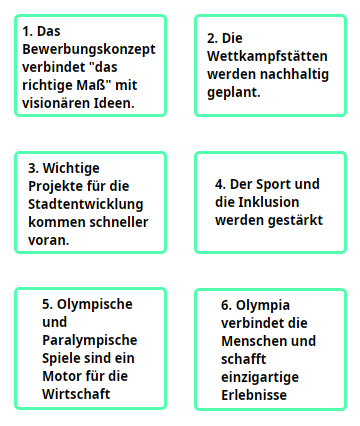 1. Das
Bewerbungskonzept
verbindet "das
richtige Maß" mit
visionären Ideen.
2. Die
Wettkampfstätten
werden nachhaltig
geplant.
3. Wichtige
Projekte für die
Stadtentwicklung
kommen schneller
voran.
4. Der Sport und
die Inklusion
werden gestärkt
5. Olympische
und
Paralympische
Spiele sind ein
Motor für die
Wirtschaft
6. Olympia
verbindet die
Menschen und
schafft
einzigartige
Erlebnisse